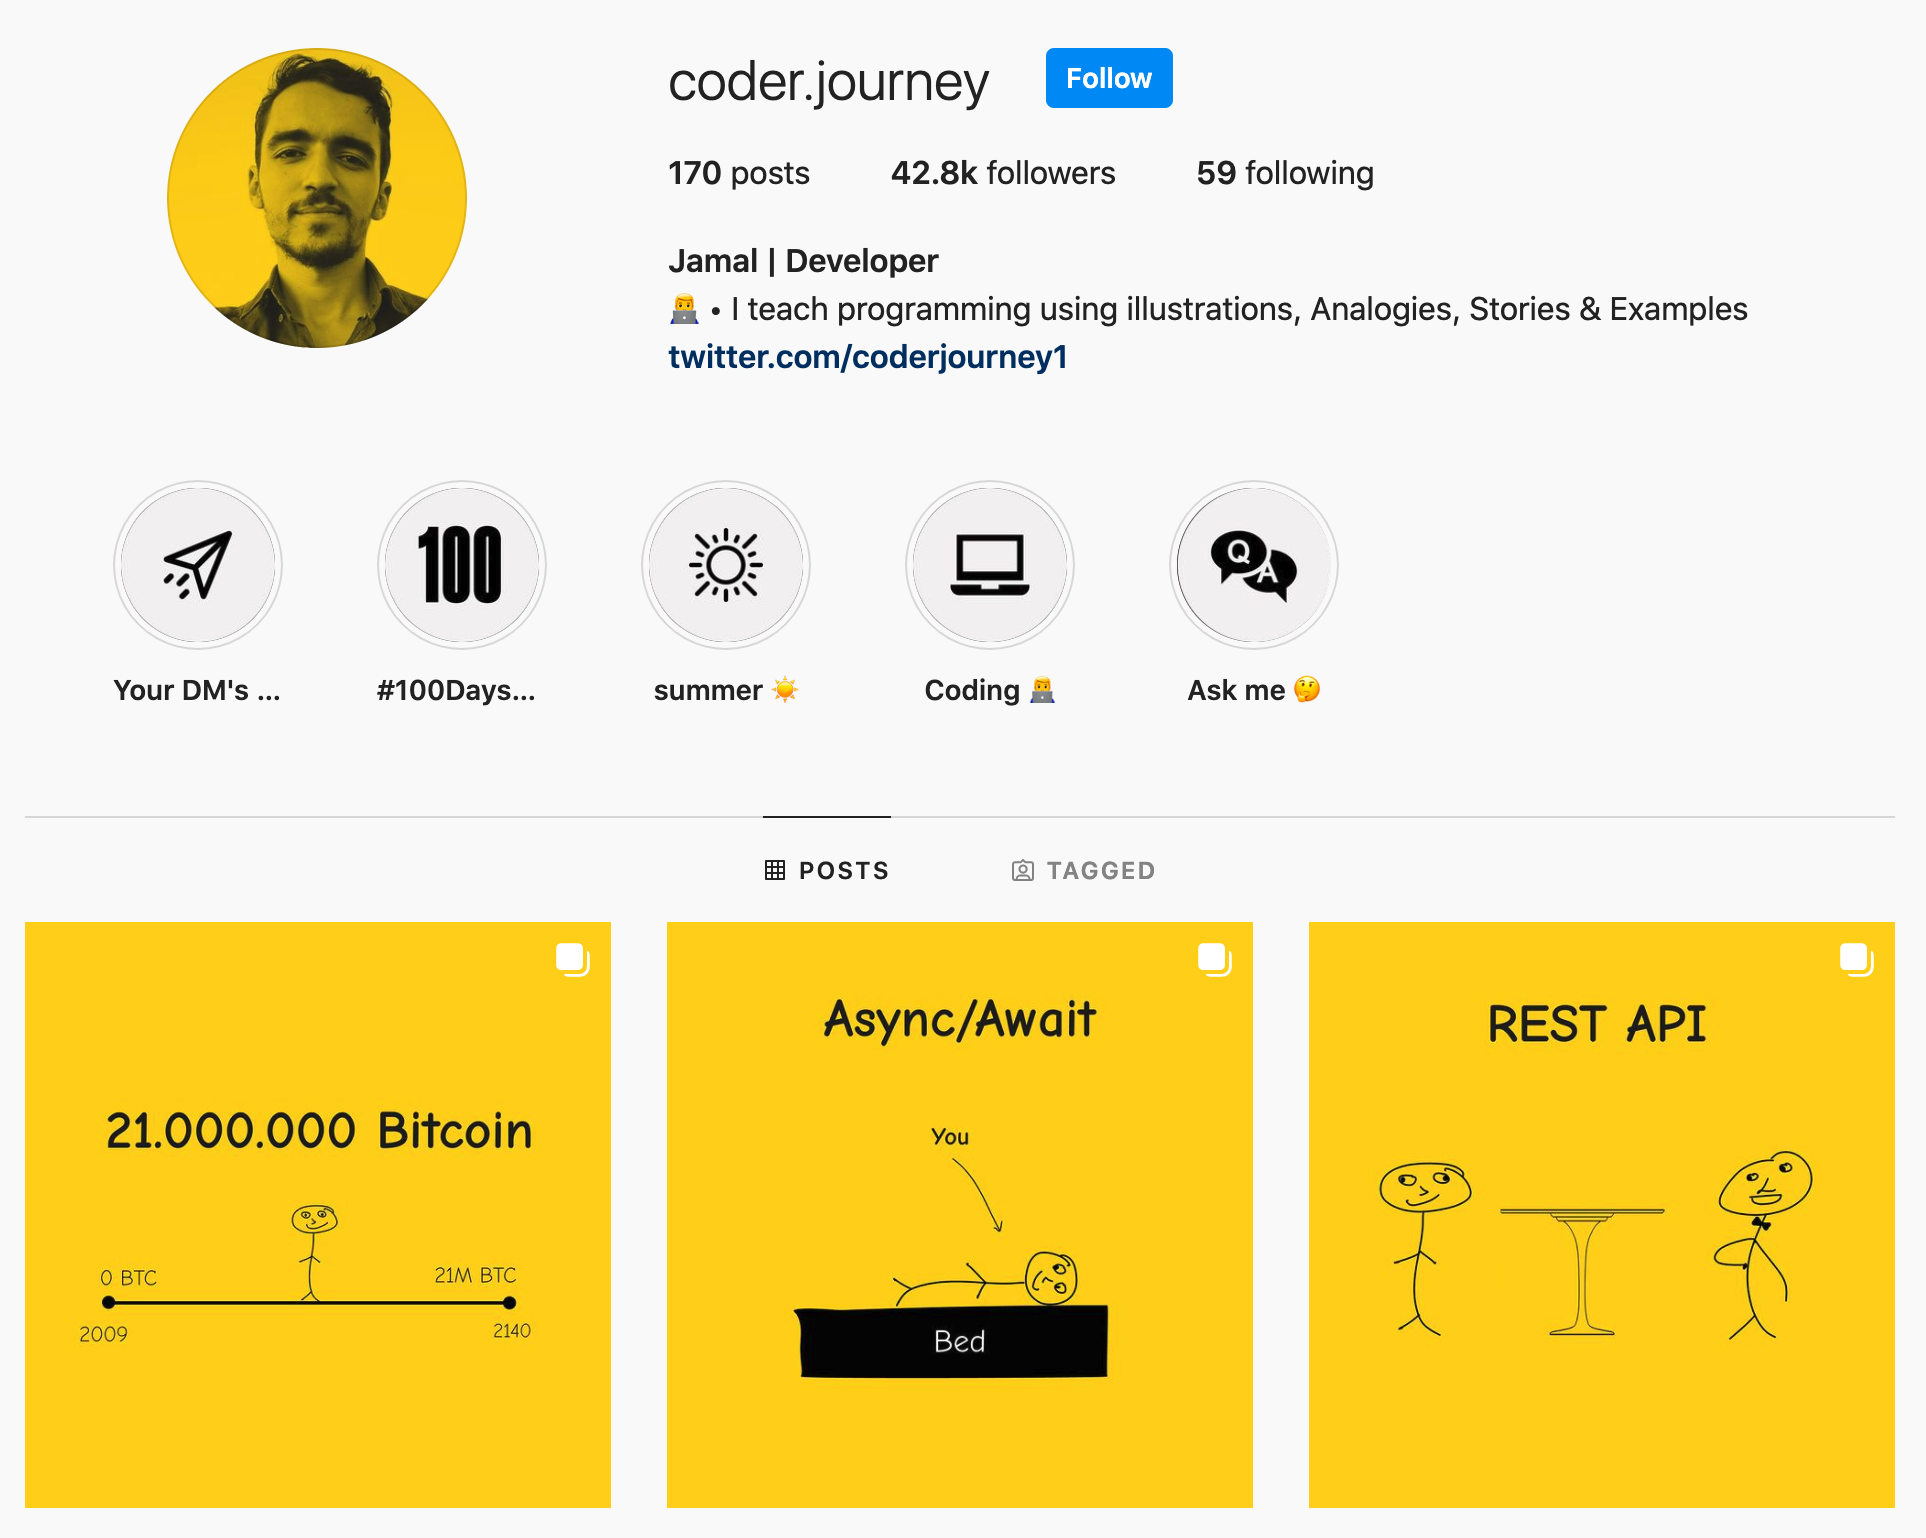 coder.journey Follow
170 posts 42.8k followers 59 following
Jamal | Developer
👨‍💻 • I teach programming using illustrations, Analogies, Stories & Examples
twitter.com/coderjourney1
100
Q A
Your DM's ... #100Days... summer ☀️ Coding 👨‍💻 Ask me 🤔
POSTS TAGGED
21.000.000 Bitcoin
0 BTC 21M BTC
2009 2140
Async/Await
You
Bed
REST API